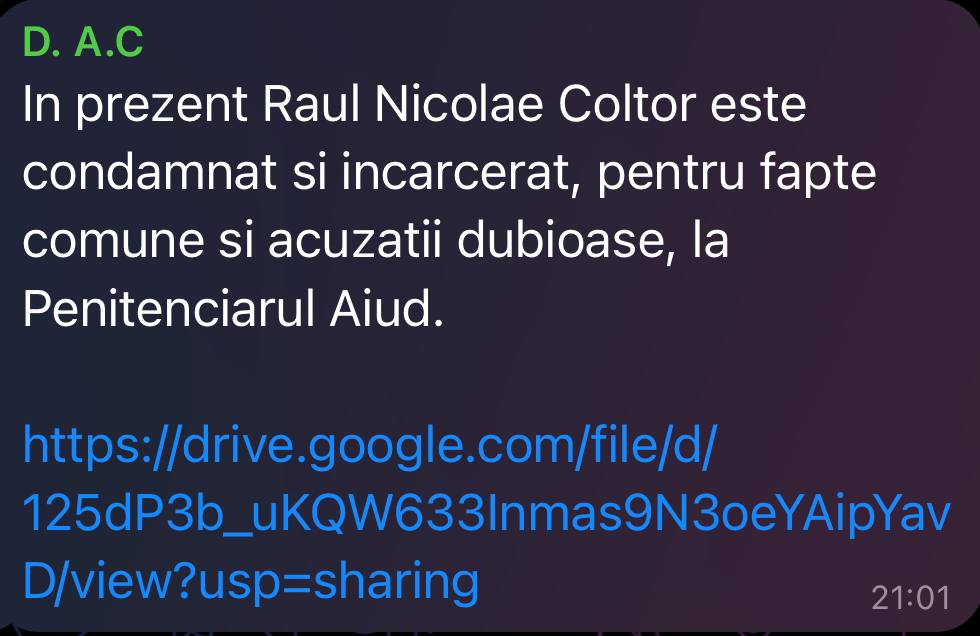 D. A.C
In prezent Raul Nicolae Coltor este
condamnat si incarcerat, pentru fapte
comune si acuzatii dubioase, la
Penitenciarul Aiud.
https://drive.google.com/file/d/
125dP3b_uKQW633Inmas9N3oeYAipYav
D/view?usp=sharing
21:01